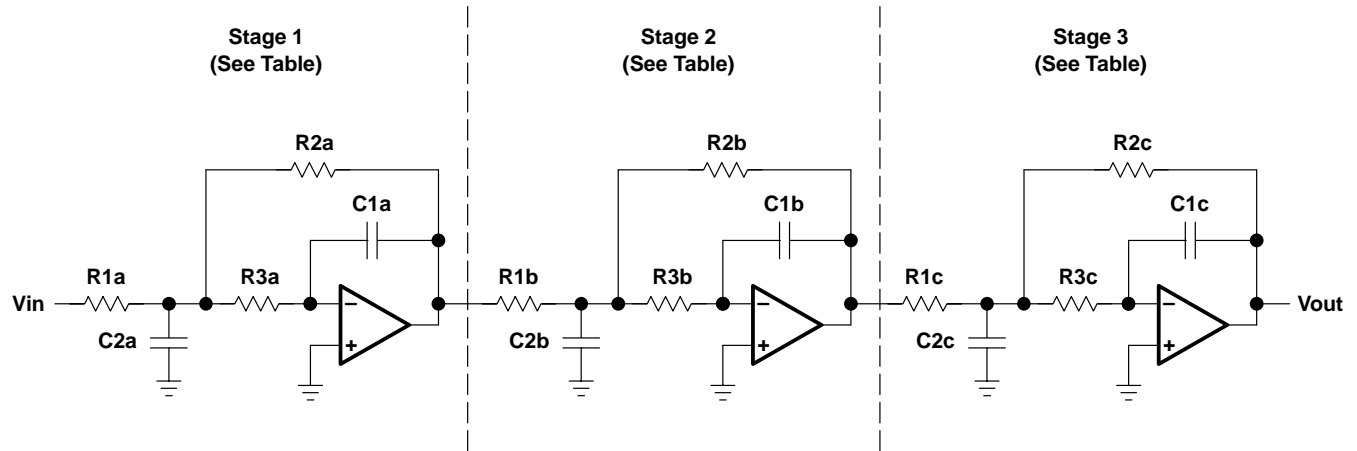 Stage 1
(See Table)
Stage 2
(See Table)
Stage 3
(See Table)
R2a
R2b
R2c
C1a
C1b
C1c
R1a
R3a
R1b
R3b
R1c
R3c
Vin
Vout
C2a
C2b
C2c
− + − + − +